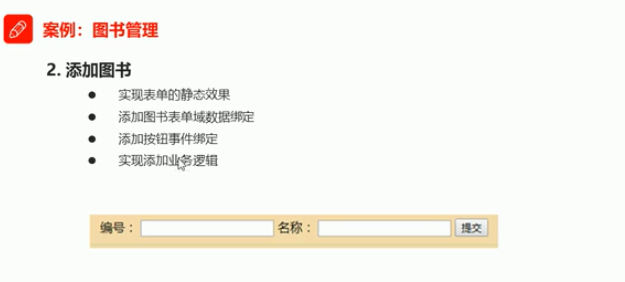 案例：图书管理
2. 添加图书
● 实现表单的静态效果
● 添加图书表单域数据绑定
● 添加按钮事件绑定
● 实现添加业务逻辑
编号： 名称： 提交